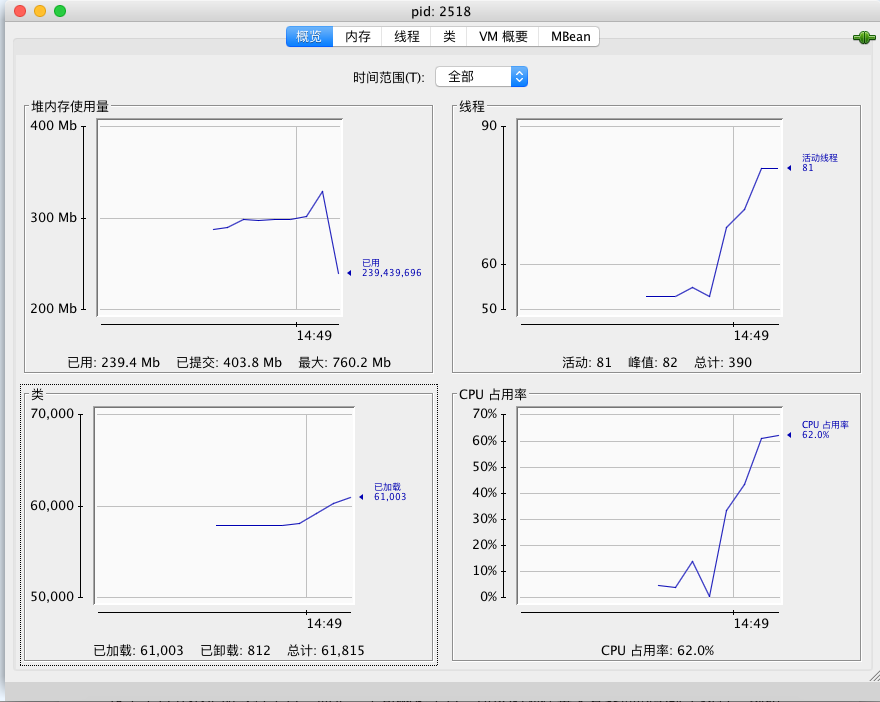 pid: 2518
概览 内存 线程 类 VM 概要 MBean
时间范围(T): 全部
堆内存使用量
400 Mb
300 Mb
200 Mb
已用
239,439,696
14:49
已用: 239.4 Mb 已提交: 403.8 Mb 最大: 760.2 Mb
线程
90
60
50
活动线程
81
14:49
活动: 81 峰值: 82 总计: 390
类
70,000
60,000
50,000
已加载
61,003
14:49
已加载: 61,003 已卸载: 812 总计: 61,815
CPU 占用率
70%
60%
50%
40%
30%
20%
10%
0%
CPU 占用率
62.0%
14:49
CPU 占用率: 62.0%